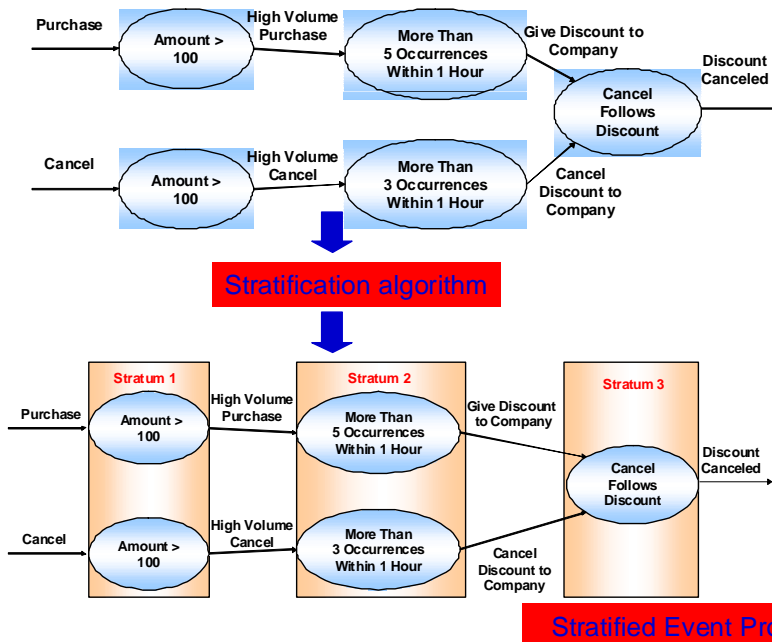 Purchase
Amount >
100
High Volume
Purchase
More Than
5 Occurrences
Within 1 Hour
Give Discount to
Company
Cancel
Follows
Discount
Discount
Canceled
Cancel
Amount >
100
High Volume
Cancel
More Than
3 Occurrences
Within 1 Hour
Cancel
Discount to
Company
Stratification algorithm
Stratum 1
Stratum 2
Stratum 3
Purchase
Amount >
100
High Volume
Purchase
More Than
5 Occurrences
Within 1 Hour
Give Discount
to Company
Cancel
Follows
Discount
Discount
Canceled
Cancel
Amount >
100
High Volume
Cancel
More Than
3 Occurrences
Within 1 Hour
Cancel
Discount to
Company
Stratified Event Pro